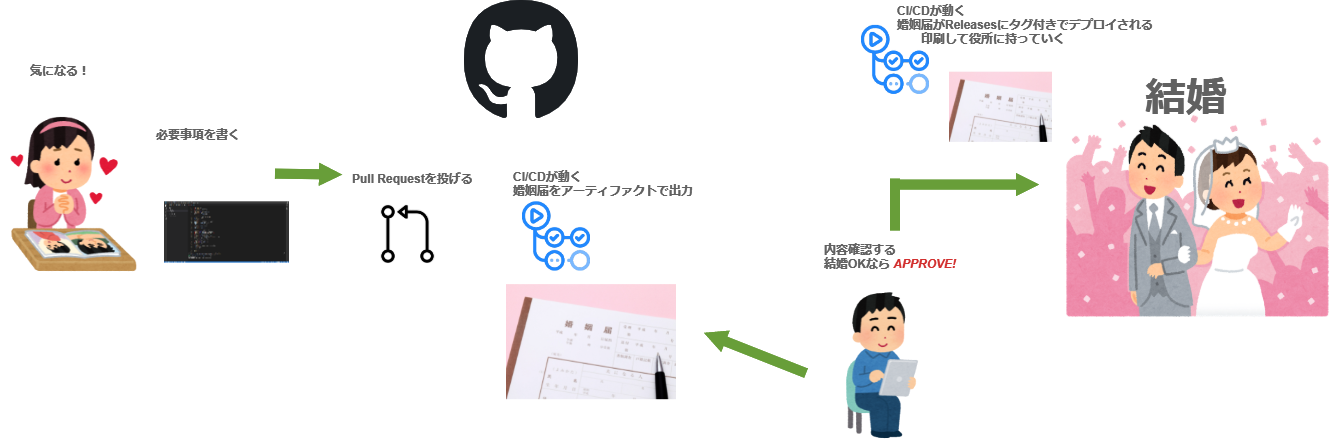 気になる！
必要事項を書く
Pull Requestを投げる
CI/CDが動く
婚姻届をアーティファクトで出力
婚姻届
内容確認する
結婚OKなら APPROVE!
CI/CDが動く
婚姻届がReleasesにタグ付きでデプロイされる
印刷して役所に持っていく
婚姻届
結婚